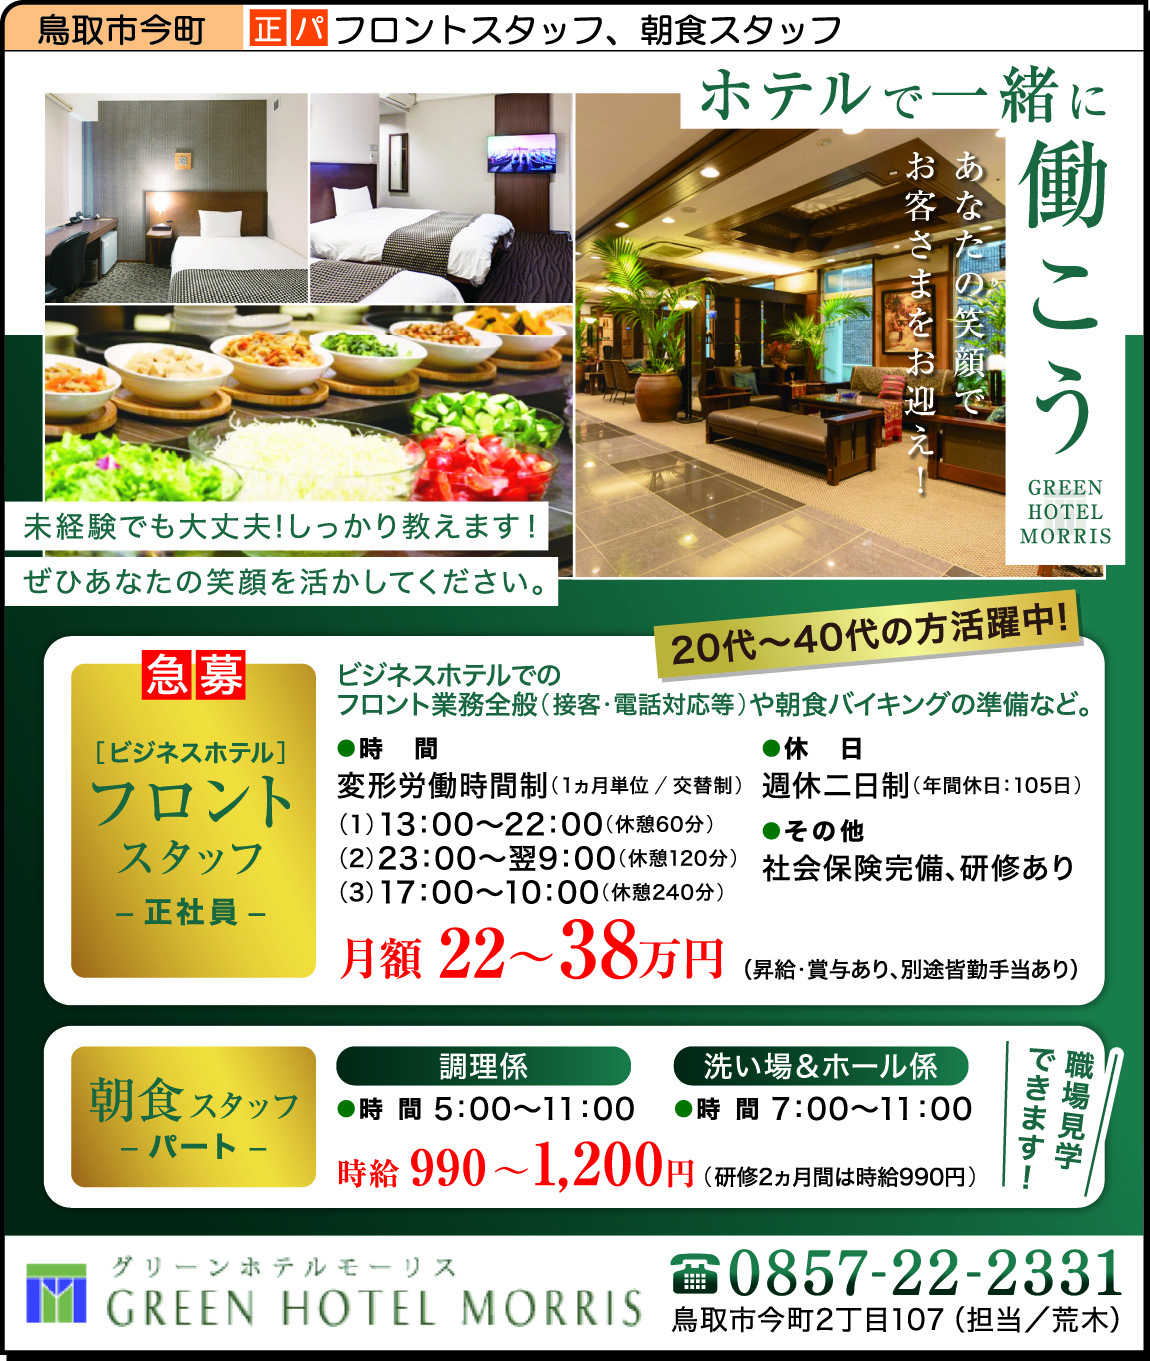 鳥取市今町
正 パ フロントスタッフ、朝食スタッフ
ホテルで一緒に
働こう
あなたの笑顔で
お客さまをお迎え！
GREEN
HOTEL
MORRIS
未経験でも大丈夫!しっかり教えます！
ぜひあなたの笑顔を活かしてください。
20代〜40代の方活躍中!
急募
［ビジネスホテル］
フロント
スタッフ
– 正社員 –
ビジネスホテルでの
フロント業務全般（接客・電話対応等）や朝食バイキングの準備など。
●時　間
変形労働時間制（1ヵ月単位 / 交替制）
（1）13：00〜22：00（休憩60分）
（2）23：00〜翌9：00（休憩120分）
（3）17：00〜10：00（休憩240分）
●休　日
週休二日制（年間休日：105日）
●その他
社会保険完備、研修あり
月額 22〜38万円 （昇給・賞与あり、別途皆勤手当あり）
朝食スタッフ
– パート –
調理係
●時 間 5：00〜11：00
洗い場＆ホール係
●時 間 7：00〜11：00
時給 990〜1,200円（研修2ヵ月間は時給990円）
職場見学
できます！
グリーンホテルモーリス
GREEN HOTEL MORRIS
☎0857-22-2331
鳥取市今町2丁目107（担当／荒木）